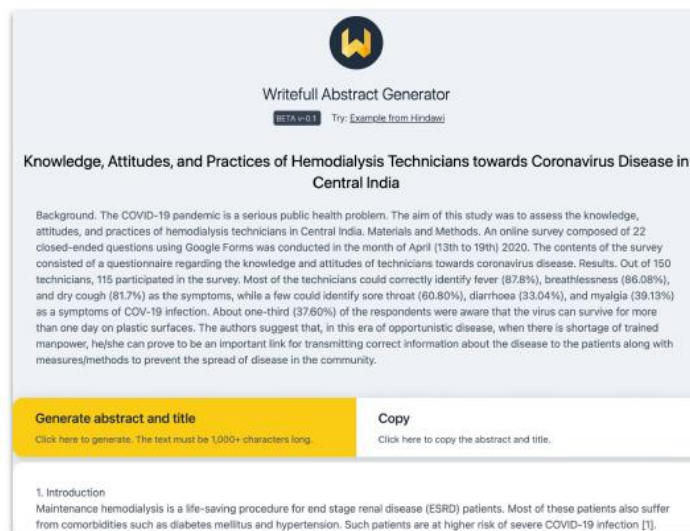 Writefull Abstract Generator
BETA v-0.1 Try: Example from Hindawi
Knowledge, Attitudes, and Practices of Hemodialysis Technicians towards Coronavirus Disease in
Central India
Background. The COVID-19 pandemic is a serious public health problem. The aim of this study was to assess the knowledge,
attitudes, and practices of hemodialysis technicians in Central India. Materials and Methods. An online survey composed of 22
closed-ended questions using Google Forms was conducted in the month of April (13th to 19th) 2020. The contents of the survey
consisted of a questionnaire regarding the knowledge and attitudes of technicians towards coronavirus disease. Results. Out of 150
technicians, 115 participated in the survey. Most of the technicians could correctly identify fever (87.8%), breathlessness (86.08%),
and dry cough (81.7%) as the symptoms, while a few could identify sore throat (60.80%), diarrhoea (33.04%), and myalgia (39.13%)
as a symptoms of COV-19 infection. About one-third (37.60%) of the respondents were aware that the virus can survive for more
than one day on plastic surfaces. The authors suggest that, in this era of opportunistic disease, when there is shortage of trained
manpower, he/she can prove to be an important link for transmitting correct information about the disease to the patients along with
measures/methods to prevent the spread of disease in the community.
Generate abstract and title
Click here to generate. The text must be 1,000+ characters long.
Copy
Click here to copy the abstract and title.
1. Introduction
Maintenance hemodialysis is a life-saving procedure for end stage renal disease (ESRD) patients. Most of these patients also suffer
from comorbidities such as diabetes mellitus and hypertension. Such patients are at higher risk of severe COVID-19 infection [1].